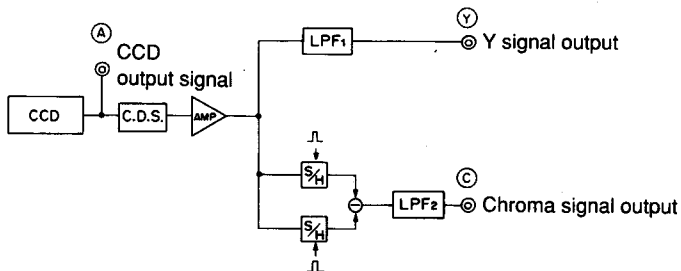 A
CCD
output signal
CCD
C.D.S.
AMP
LPF1
Y
Y signal output
S/H
S/H
LPF2
C
Chroma signal output